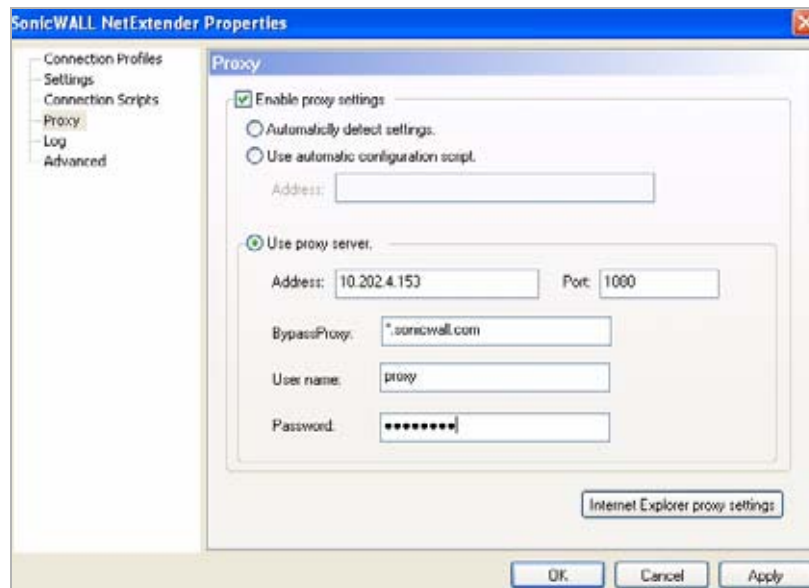 SonicWALL NetExtender Properties
Connection Profiles
Settings
Connection Scripts
Proxy
Log
Advanced
Proxy
Enable proxy settings
Automaticlly detect settings.
Use automatic configuration script.
Address:
Use proxy server.
Address: 10.202.4.153 Port: 1080
BypassProxy: *.sonicwall.com
User name: proxy
Password: ••••••••
Internet Explorer proxy settings
OK Cancel Apply